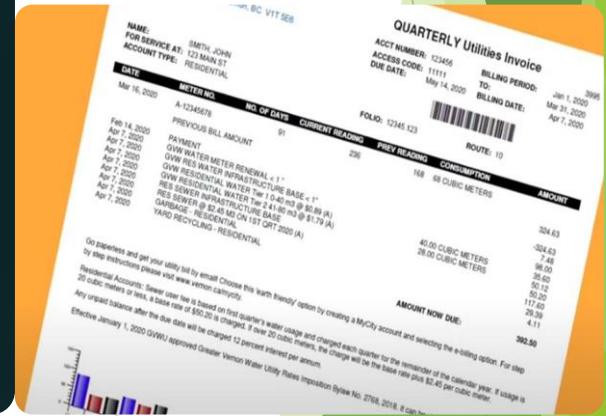 BC V1T 5E6
QUARTERLY Utilities Invoice
3995
NAME: SMITH, JOHN
FOR SERVICE AT: 123 MAIN ST
ACCOUNT TYPE: RESIDENTIAL
ACCT NUMBER: 123456
ACCESS CODE: 11111
DUE DATE: May 14, 2020
BILLING PERIOD: Jan 1, 2020
TO: Mar 31, 2020
BILLING DATE: Apr 7, 2020
FOLIO: 12345.123
ROUTE: 10
DATE METER NO. NO. OF DAYS CURRENT READING PREV READING CONSUMPTION AMOUNT
Mar 16, 2020 A-12345678 91 236 168 68 CUBIC METERS
PREVIOUS BILL AMOUNT 324.63
Feb 14, 2020 PAYMENT -324.63
Apr 7, 2020 GVW WATER METER RENEWAL < 1" 7.48
Apr 7, 2020 GVW RES WATER INFRASTRUCTURE BASE < 1" 98.00
Apr 7, 2020 GVW RESIDENTIAL WATER Tier 1 0-40 m3 @ $0.89 (A) 40.00 CUBIC METERS 35.60
Apr 7, 2020 GVW RESIDENTIAL WATER Tier 2 41-80 m3 @ $1.79 (A) 28.00 CUBIC METERS 50.12
Apr 7, 2020 RES SEWER INFRASTRUCTURE BASE 50.20
Apr 7, 2020 RES SEWER @ $2.45 M3 ON 1ST QRT 2020 (A) 117.60
Apr 7, 2020 GARBAGE - RESIDENTIAL 29.39
Apr 7, 2020 YARD RECYCLING - RESIDENTIAL 4.11
AMOUNT NOW DUE: 392.50
Go paperless and get your utility bill by email! Choose this 'earth friendly' option by creating a MyCity account and selecting the e-billing option. For step
by step instructions please visit www.vernon.ca/mycity.
Residential Accounts: Sewer user fee is based on first quarter's water usage and charged each quarter for the remainder of the calendar year. If usage is
20 cubic meters or less, a base rate of $50.20 is charged. If over 20 cubic meters, the charge will be the base rate plus $2.45 per cubic meter.
Any unpaid balance after the due date will be charged 12 percent interest per annum.
Effective January 1, 2020 GVWU approved Greater Vernon Water Utility Rates Imposition Bylaw No. 2768, 2018. It can